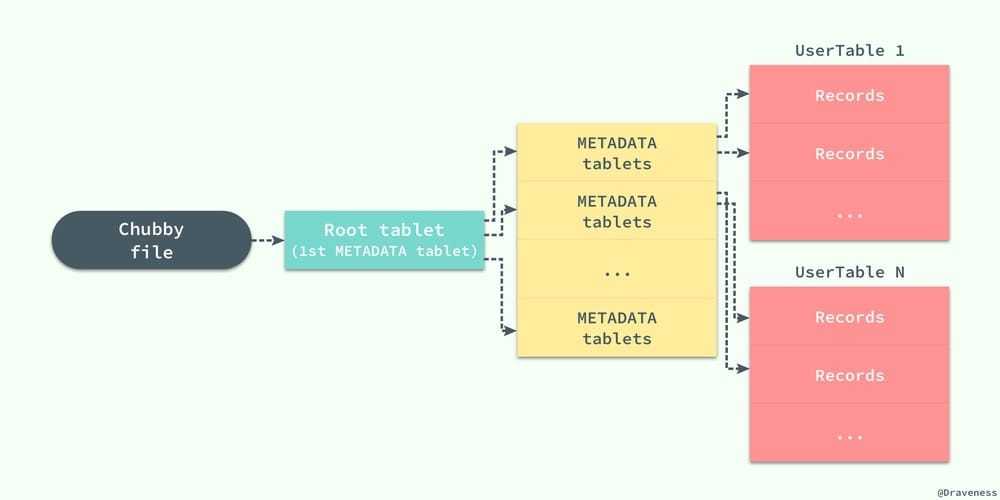 Chubby
file
Root tablet
(1st METADATA tablet)
METADATA
tablets
METADATA
tablets
...
METADATA
tablets
UserTable 1
Records
Records
...
UserTable N
Records
Records
...
@Draveness